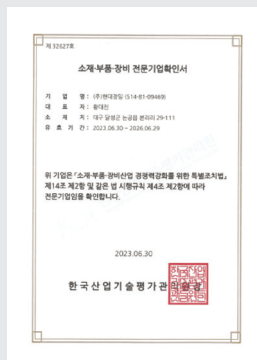 제 32627호
소재·부품·장비 전문기업확인서
기 업 명 : (주)현대정밀 (514-81-09469)
대 표 자 : 황대진
소 재 지 : 대구 달성군 논공읍 본리리 29-111
유 효 기 간 : 2023.06.30 ~ 2026.06.29
위 기업은 「소재·부품·장비산업 경쟁력강화를 위한 특별조치법」
제14조 제2항 및 같은 법 시행규칙 제4조 제2항에 따라
전문기업임을 확인합니다.
2023.06.30
한국산업기술평가관리원장